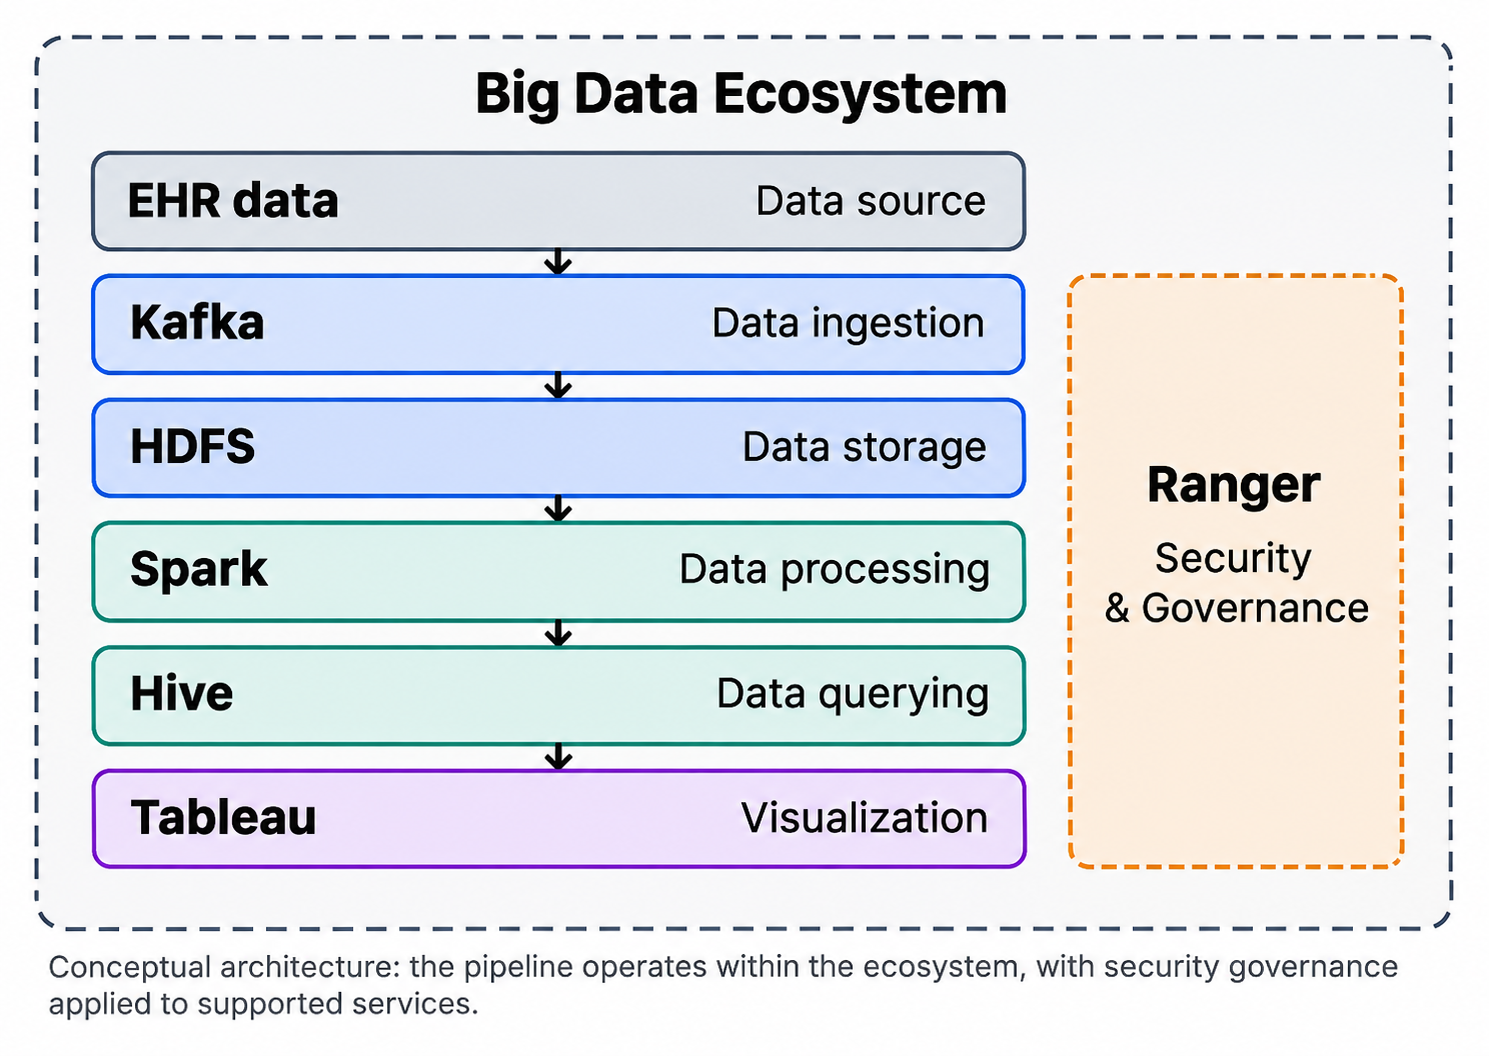 Big Data Ecosystem
EHR data Data source
Kafka Data ingestion
HDFS Data storage
Spark Data processing
Hive Data querying
Tableau Visualization
Ranger
Security
& Governance
Conceptual architecture: the pipeline operates within the ecosystem, with security governance
applied to supported services.